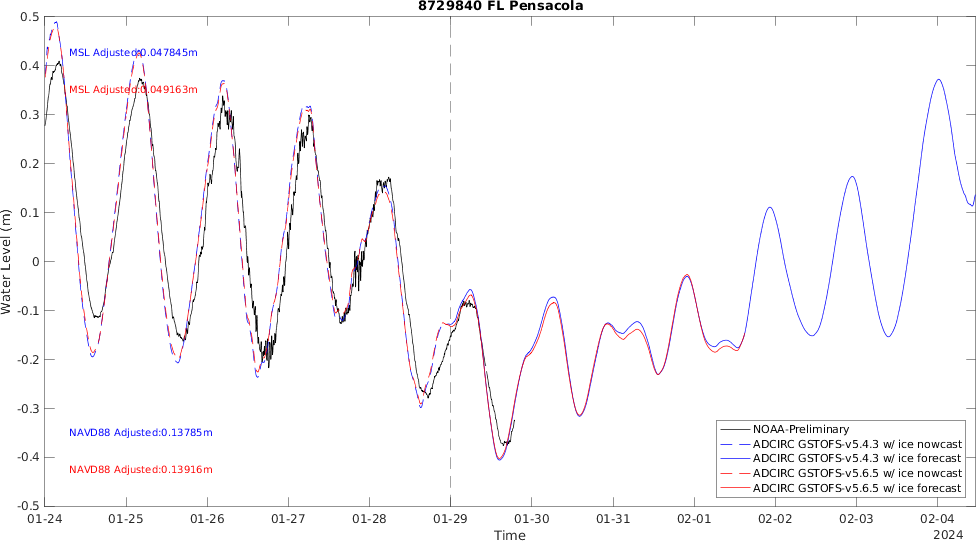 8729840 FL Pensacola
0.5
0.4
0.3
0.2
0.1
0
-0.1
-0.2
-0.3
-0.4
-0.5
Water Level (m)
MSL Adjusted:0.047845m
MSL Adjusted:0.049163m
NAVD88 Adjusted:0.13785m
NAVD88 Adjusted:0.13916m
NOAA-Preliminary
ADCIRC GSTOFS-v5.4.3 w/ ice nowcast
ADCIRC GSTOFS-v5.4.3 w/ ice forecast
ADCIRC GSTOFS-v5.6.5 w/ ice nowcast
ADCIRC GSTOFS-v5.6.5 w/ ice forecast
01-24 01-25 01-26 01-27 01-28 01-29 01-30 01-31 02-01 02-02 02-03 02-04
Time
2024